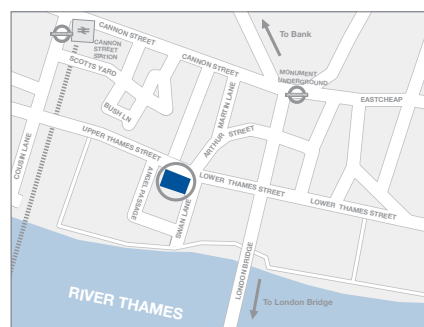 To Bank
CANNON STREET
CANNON
STREET
STATION
SCOTTS YARD
CANNON STREET
MONUMENT
UNDERGROUND
EASTCHEAP
BUSH LN
MARTIN LANE
ARTHUR STREET
UPPER THAMES STREET
COUSIN LANE
ANGEL PASSAGE
SWAN LANE
LOWER THAMES STREET
LOWER THAMES STREET
LONDON BRIDGE
RIVER THAMES
To London Bridge